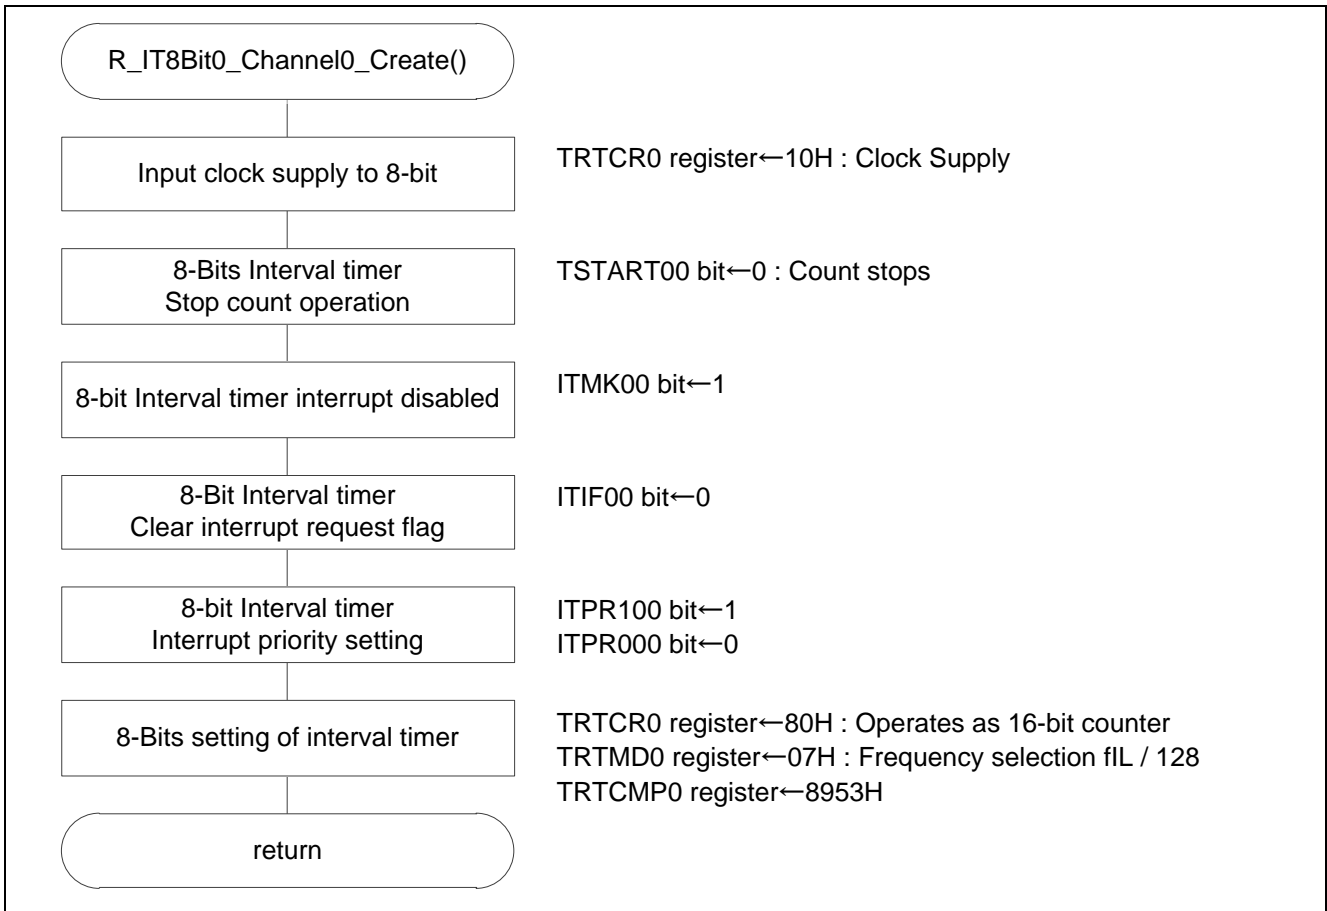 R_IT8Bit0_Channel0_Create()
Input clock supply to 8-bit
TRTCR0 register←10H : Clock Supply
8-Bits Interval timer
Stop count operation
TSTART00 bit←0 : Count stops
8-bit Interval timer interrupt disabled
ITMK00 bit←1
8-Bit Interval timer
Clear interrupt request flag
ITIF00 bit←0
8-bit Interval timer
Interrupt priority setting
ITPR100 bit←1
ITPR000 bit←0
8-Bits setting of interval timer
TRTCR0 register←80H : Operates as 16-bit counter
TRTMD0 register←07H : Frequency selection fIL / 128
TRTCMP0 register←8953H
return